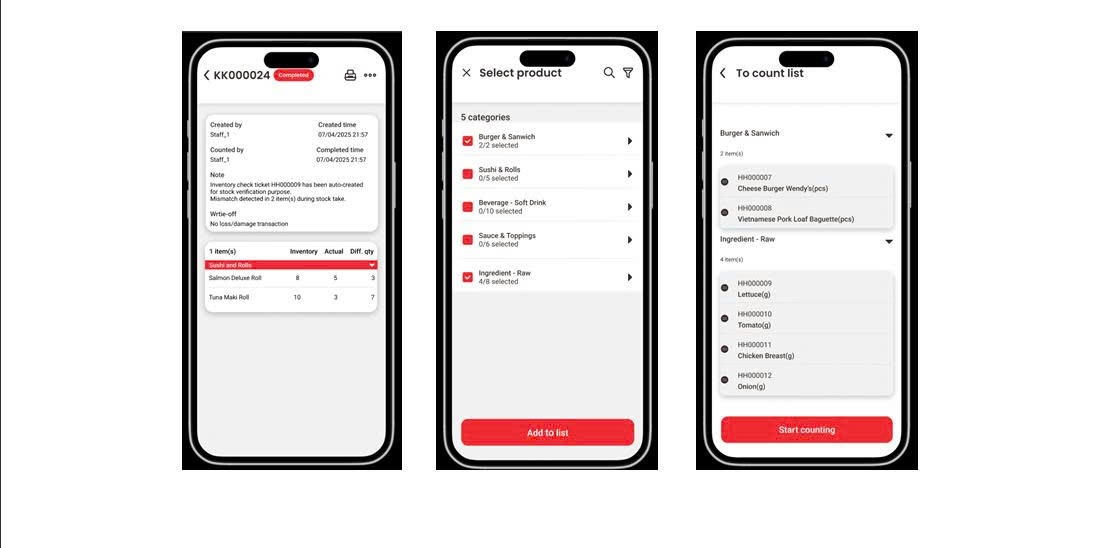 KK000024 Completed
Created by Created time
Staff_1 07/04/2025 21:57
Counted by Completed time
Staff_1 07/04/2025 21:57
Note
Inventory check ticket HH000009 has been auto-created
for stock verification purpose.
Mismatch detected in 2 item(s) during stock take.
Wrtie-off
No loss/damage transaction
1 item(s) Inventory Actual Diff. qty
Sushi and Rolls
Salmon Deluxe Roll 8 5 3
Tuna Maki Roll 10 3 7
Select product
5 categories
Burger & Sanwich
2/2 selected
Sushi & Rolls
0/5 selected
Beverage - Soft Drink
0/10 selected
Sauce & Toppings
0/6 selected
Ingredient - Raw
4/8 selected
Add to list
To count list
Burger & Sanwich
2 item(s)
HH000007
Cheese Burger Wendy's(pcs)
HH000008
Vietnamese Pork Loaf Baguette(pcs)
Ingredient - Raw
4 item(s)
HH000009
Lettuce(g)
HH000010
Tomato(g)
HH000011
Chicken Breast(g)
HH000012
Onion(g)
Start counting